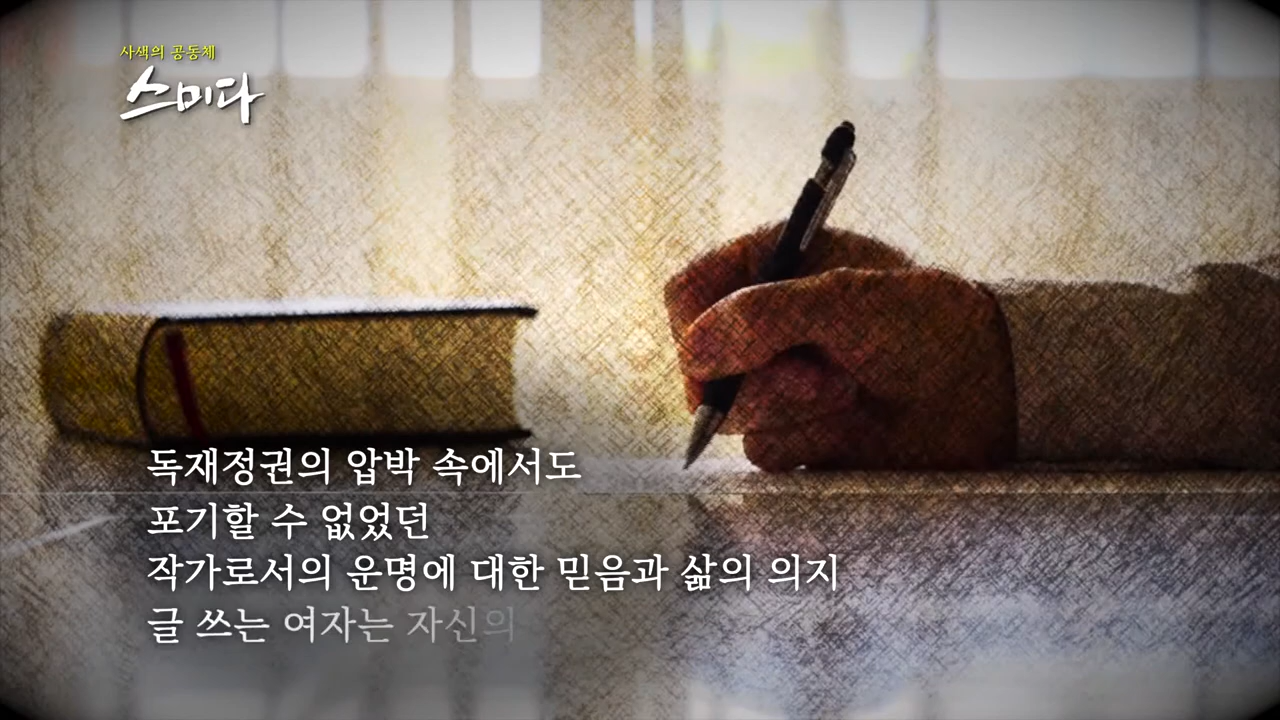 사색의 공동체
스미다
독재정권의 압박 속에서도
포기할 수 없었던
작가로서의 운명에 대한 믿음과 삶의 의지
글 쓰는 여자는 자신의